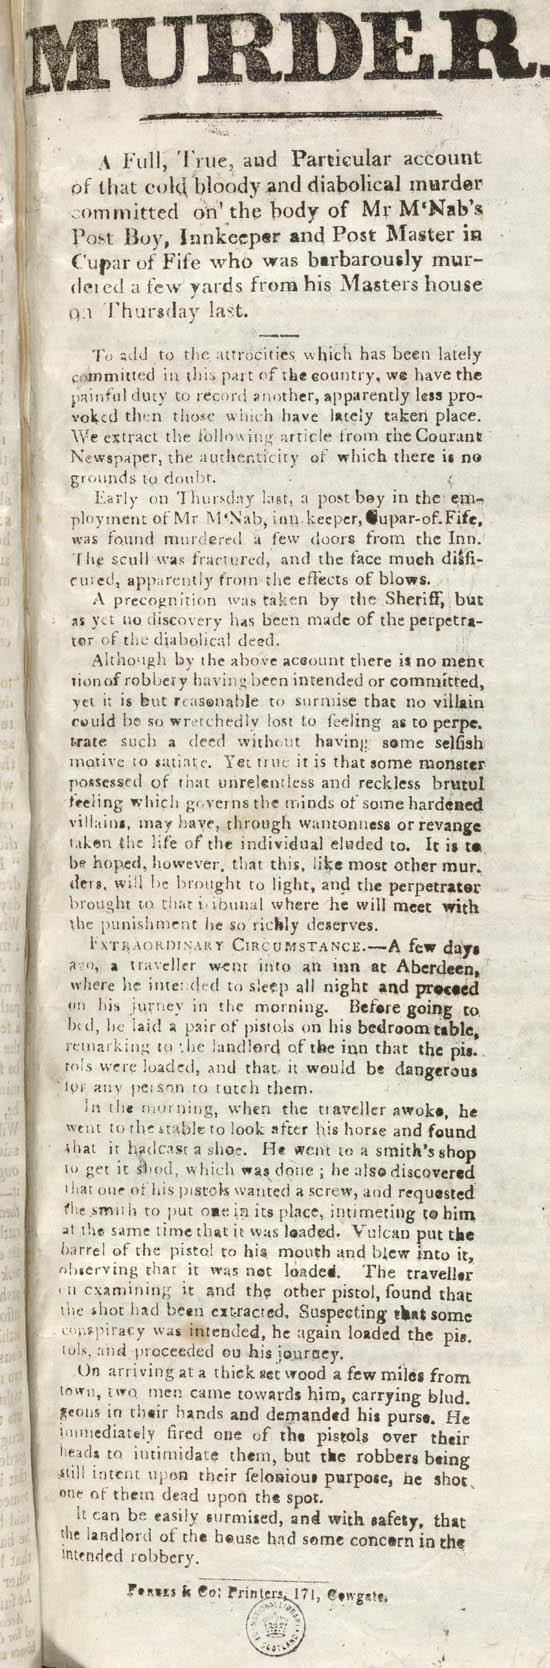 MURDER.
A Full, True, and Particular account
of that cold bloody and diabolical murder
committed on' the body of Mr M'Nab's
Post Boy, Innkeeper and Post Master in
Cupar of Fife who was barbarously mur-
dered a few yards from his Masters house
on Thursday last.
To add to the attrocities which has been lately
committed in this part of the country, we have the
painful duty to record another, apparently less pro-
voked then those which have lately taken place.
We extract the following article from the Courant
Newspaper, the authenticity of which there is no
grounds to doubt.
Early on Thursday last, a post boy in the em-
ployment of Mr M'Nab, inn keeper, Cupar-of-Fife,
was found murdered a few doors from the Inn.
The scull was fractured, and the face much disfi-
cured, apparently from the effects of blows.
A precognition was taken by the Sheriff, but
as yet no discovery has been made of the perpetra-
tor of the diabolical deed.
Although by the above account there is no ment
tion of robbery having been intended or committed,
yet it is but reasonable to surmise that no villain
could be so wretchedly lost to feeling as to perpe.
trate such a deed without having some selfish
motive to satiate. Yet true it is that some monster
possessed of that unrelentless and reckless brutul
feeling which governs the minds of some hardened
villains, may have, through wantonness or revange
taken the life of the individual eluded to. It is to
be hoped, however, that this, like most other mur.
ders, will be brought to light, and the perpetrator
brought to that tribunal where he will meet with
the punishment he so richly deserves.
EXTRAORDINARY CIRCUMSTANCE.—A few days
ago, a traveller went into an inn at Aberdeen,
where he intended to sleep all night and proceed
on his jurney in the morning. Before going to
bed, he laid a pair of pistols on his bedroom table,
remarking to the landlord of the inn that the pis.
tols were loaded, and that it would be dangerous
for any person to tutch them.
In the morning, when the traveller awoke, he
went to the stable to look after his horse and found
that it hadcast a shoe. He went to a smith's shop
to get it shod, which was done; he also discovered
that one of his pistols wanted a screw, and requested
the smith to put one in its place, intimeting to him
at the same time that it was loaded. Vulcan put the
barrel of the pistol to his mouth and blew into it,
observing that it was not loaded. The traveller
on examining it and the other pistol, found that
the shot had been extracted. Suspecting that some
conspiracy was intended, he again loaded the pis.
tols, and proceeded on his journey.
On arriving at a thick set wood a few miles from
town, two men came towards him, carrying blud.
geons in their hands and demanded his purse. He
immediately fired one of the pistols over their
heads to intimidate them, but the robbers being
still intent upon their felonious purpose, he shot
one of them dead upon the spot.
It can be easily surmised, and with safety, that
the landlord of the house had some concern in the
intended robbery.
FORBES & Co: Printers, 171, Cowgate.
NATIONAL LIBRARY OF SCOTLAND